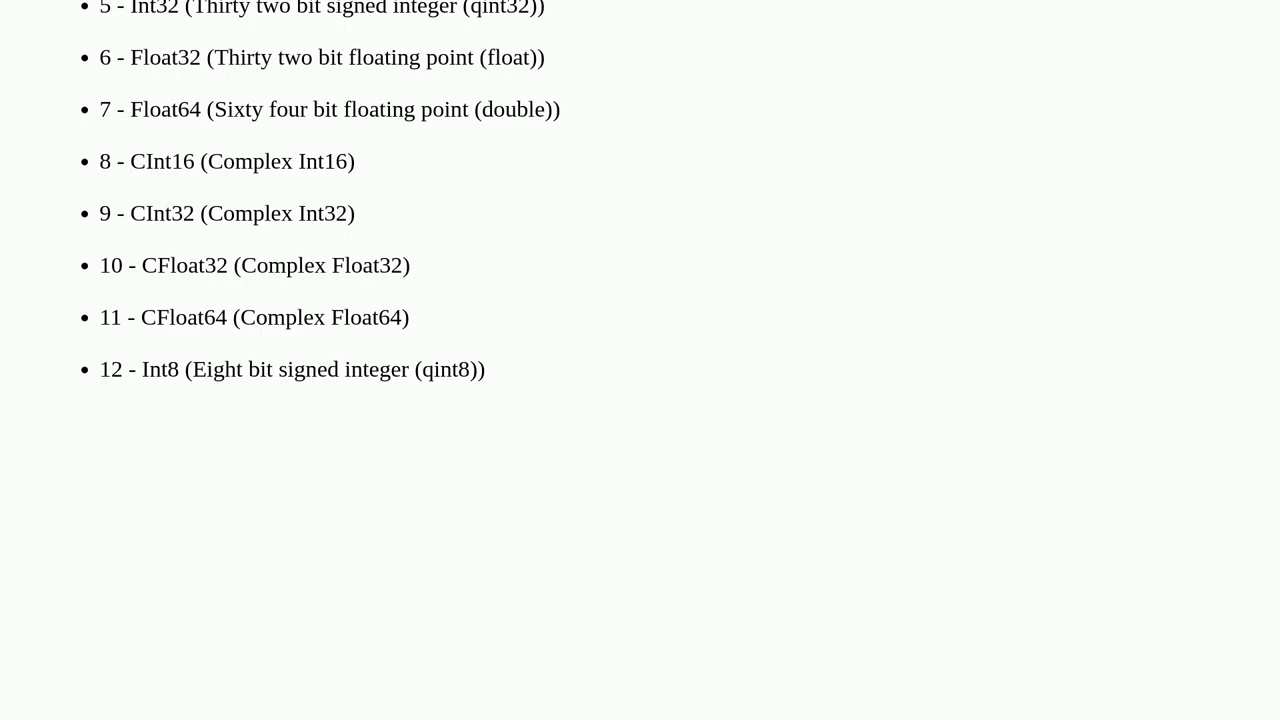 • 5 - Int32 (Thirty two bit signed integer (qint32))
• 6 - Float32 (Thirty two bit floating point (float))
• 7 - Float64 (Sixty four bit floating point (double))
• 8 - CInt16 (Complex Int16)
• 9 - CInt32 (Complex Int32)
• 10 - CFloat32 (Complex Float32)
• 11 - CFloat64 (Complex Float64)
• 12 - Int8 (Eight bit signed integer (qint8))